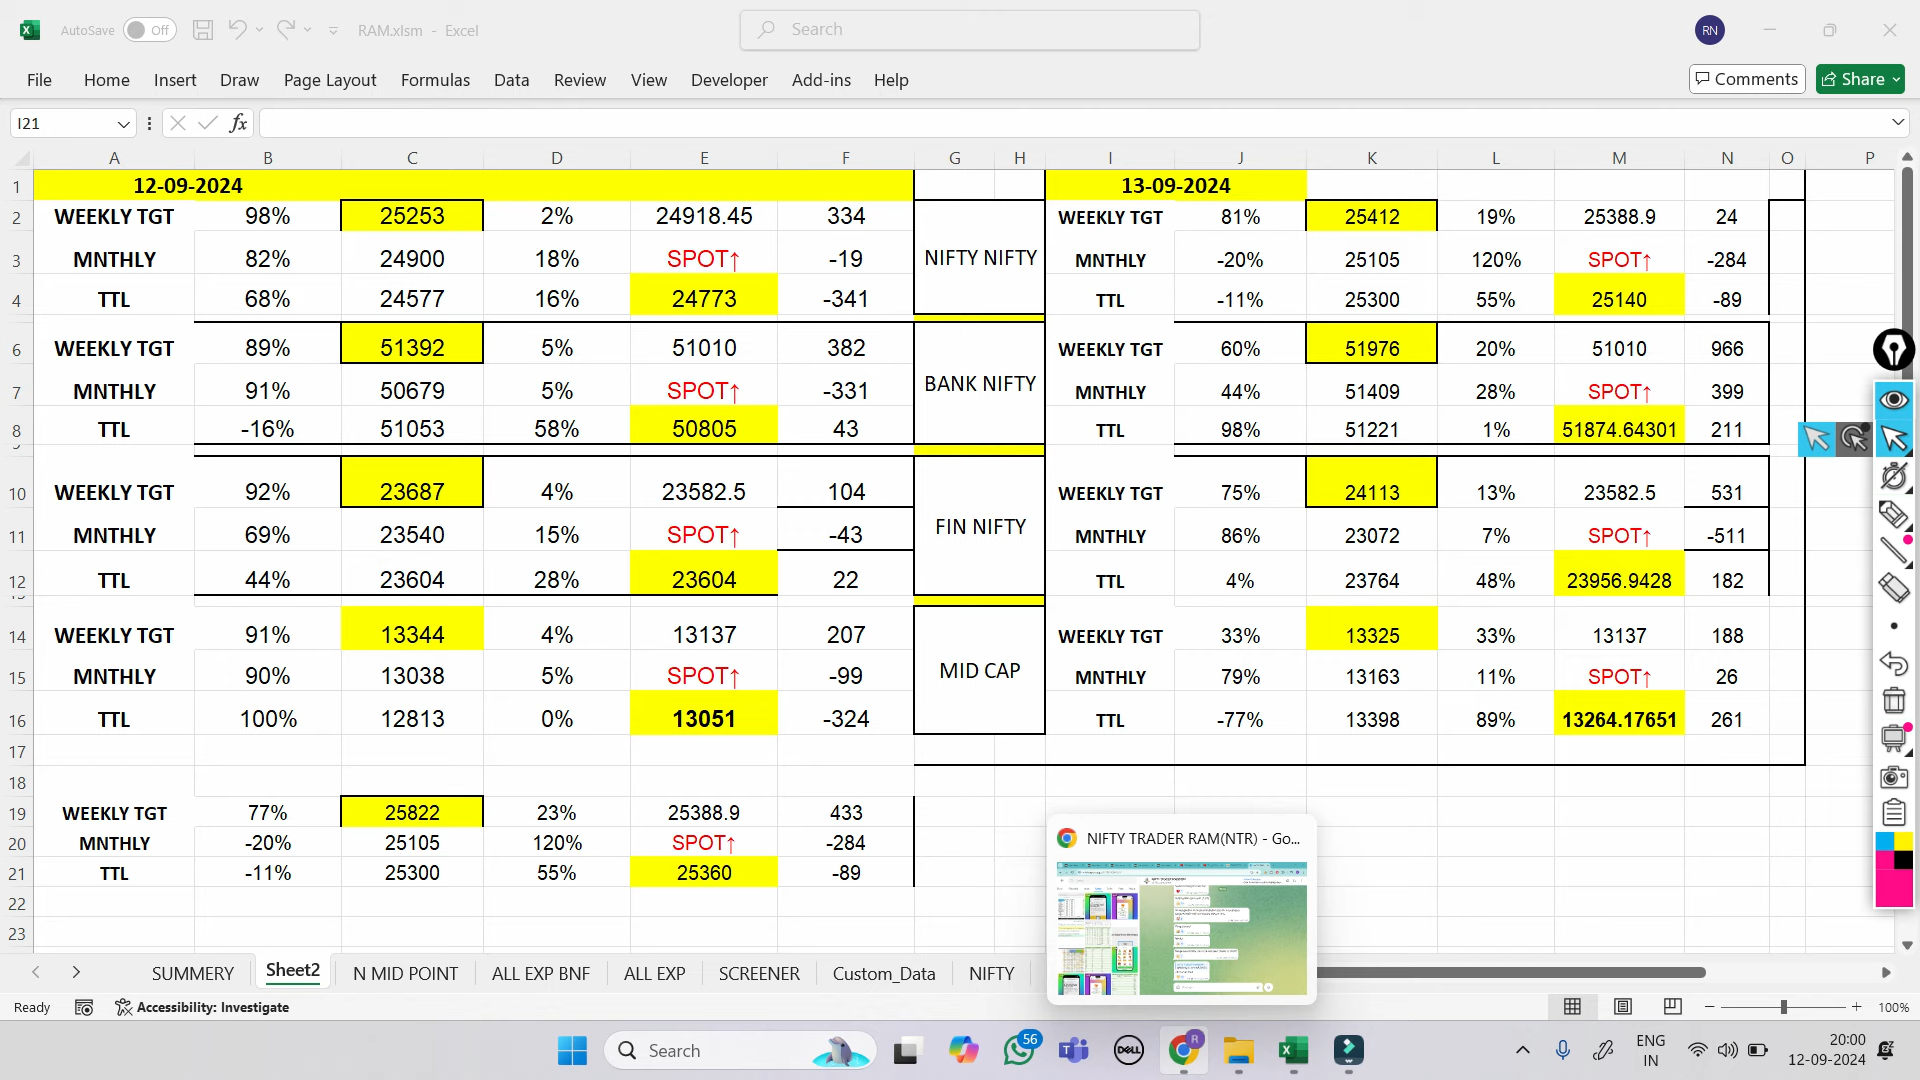 AutoSave Off RAM.xlsm - Excel Search RN
File Home Insert Draw Page Layout Formulas Data Review View Developer Add-ins Help Comments Share
I21 fx
A B C D E F G H I J K L M N O P
1 12-09-2024 13-09-2024
2 WEEKLY TGT 98% 25253 2% 24918.45 334 WEEKLY TGT 81% 25412 19% 25388.9 24
3 MNTHLY 82% 24900 18% SPOT↑ -19 NIFTY NIFTY MNTHLY -20% 25105 120% SPOT↑ -284
4 TTL 68% 24577 16% 24773 -341 TTL -11% 25300 55% 25140 -89
6 WEEKLY TGT 89% 51392 5% 51010 382 WEEKLY TGT 60% 51976 20% 51010 966
7 MNTHLY 91% 50679 5% SPOT↑ -331 BANK NIFTY MNTHLY 44% 51409 28% SPOT↑ 399
8 TTL -16% 51053 58% 50805 43 TTL 98% 51221 1% 51874.64301 211
10 WEEKLY TGT 92% 23687 4% 23582.5 104 WEEKLY TGT 75% 24113 13% 23582.5 531
11 MNTHLY 69% 23540 15% SPOT↑ -43 FIN NIFTY MNTHLY 86% 23072 7% SPOT↑ -511
12 TTL 44% 23604 28% 23604 22 TTL 4% 23764 48% 23956.9428 182
14 WEEKLY TGT 91% 13344 4% 13137 207 WEEKLY TGT 33% 13325 33% 13137 188
15 MNTHLY 90% 13038 5% SPOT↑ -99 MID CAP MNTHLY 79% 13163 11% SPOT↑ 26
16 TTL 100% 12813 0% 13051 -324 TTL -77% 13398 89% 13264.17651 261
17
18
19 WEEKLY TGT 77% 25822 23% 25388.9 433
20 MNTHLY -20% 25105 120% SPOT↑ -284
21 TTL -11% 25300 55% 25360 -89
22
23
NIFTY TRADER RAM(NTR) - Go...
SUMMERY Sheet2 N MID POINT ALL EXP BNF ALL EXP SCREENER Custom_Data NIFTY
Ready Accessibility: Investigate 100%
Search 56 DELL R ENG IN 20:00 12-09-2024